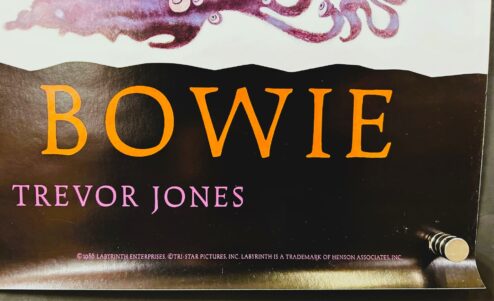 BOWIE
TREVOR JONES
©1986 LABYRINTH ENTERPRISES. ©TRI-STAR PICTURES, INC. LABYRINTH IS A TRADEMARK OF HENSON ASSOCIATES, INC.